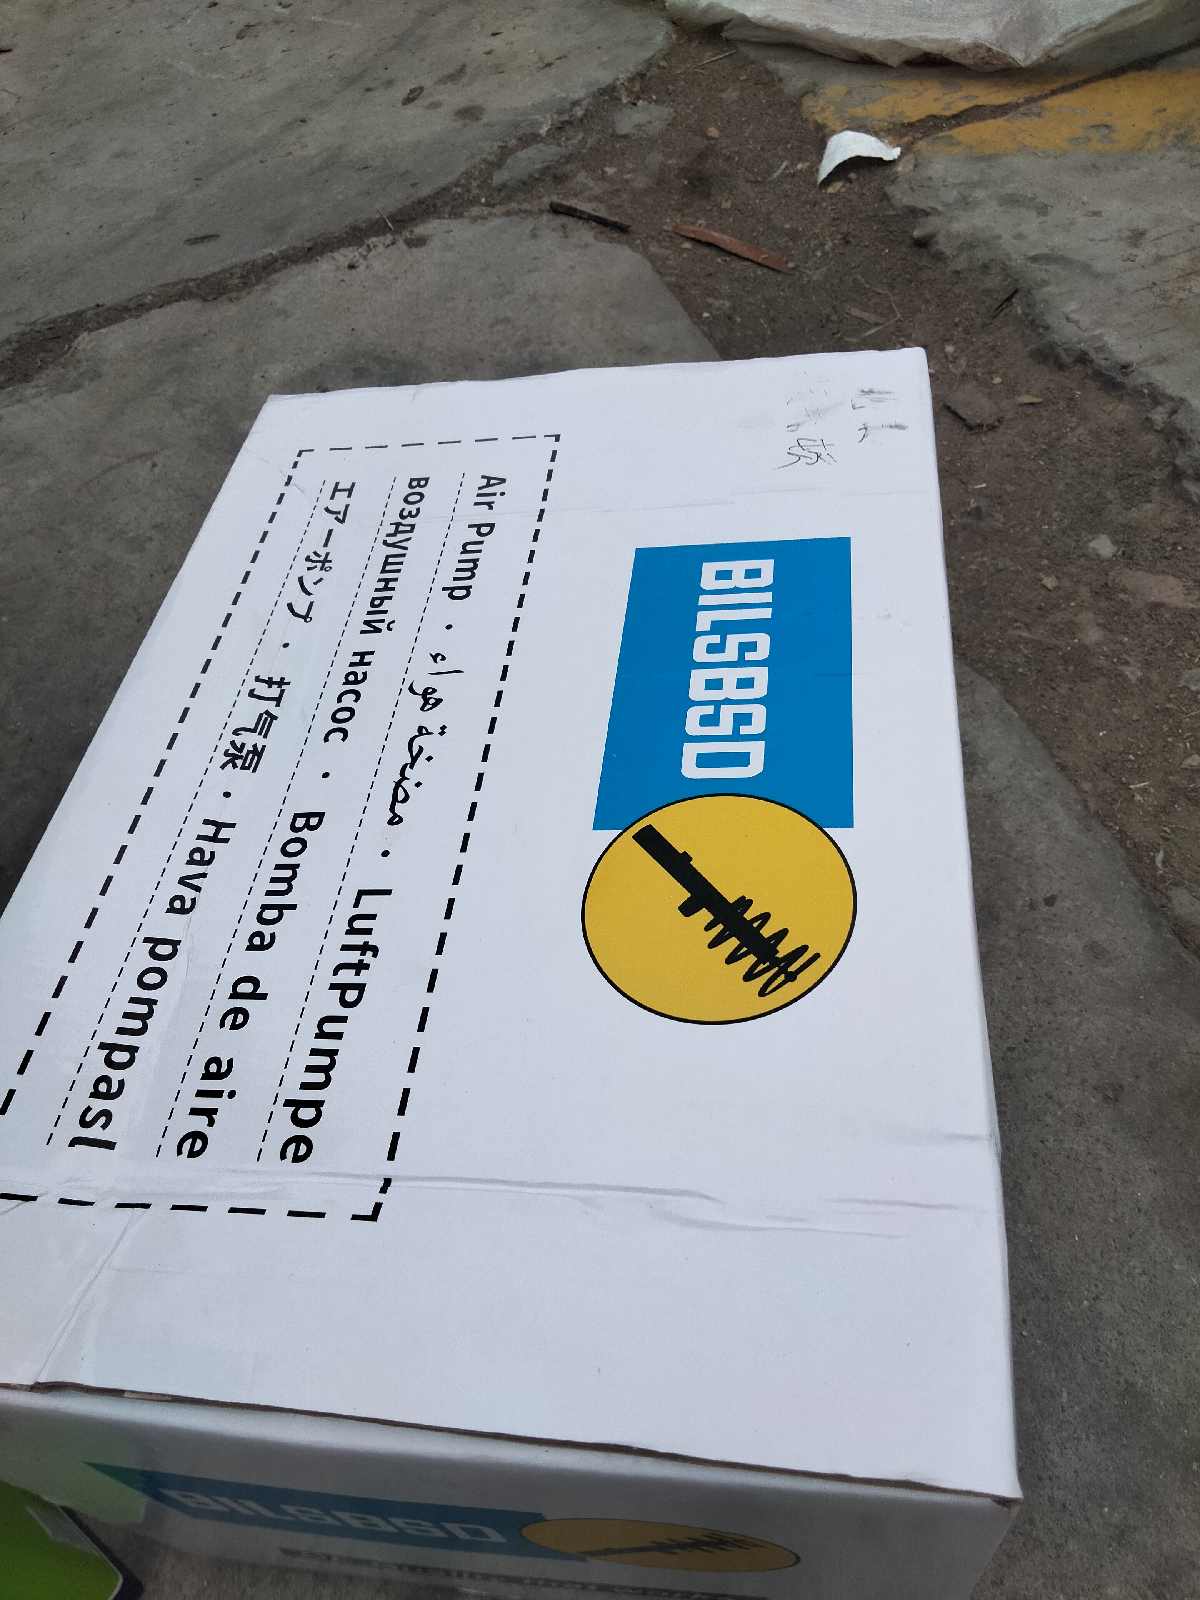 BILSBSD
Air Pump · مضخة هواء · LuftPumpe
воздушный насос · Bomba de aire
エアーポンプ · 打气泵 · Hava pompasl
BILSBSD